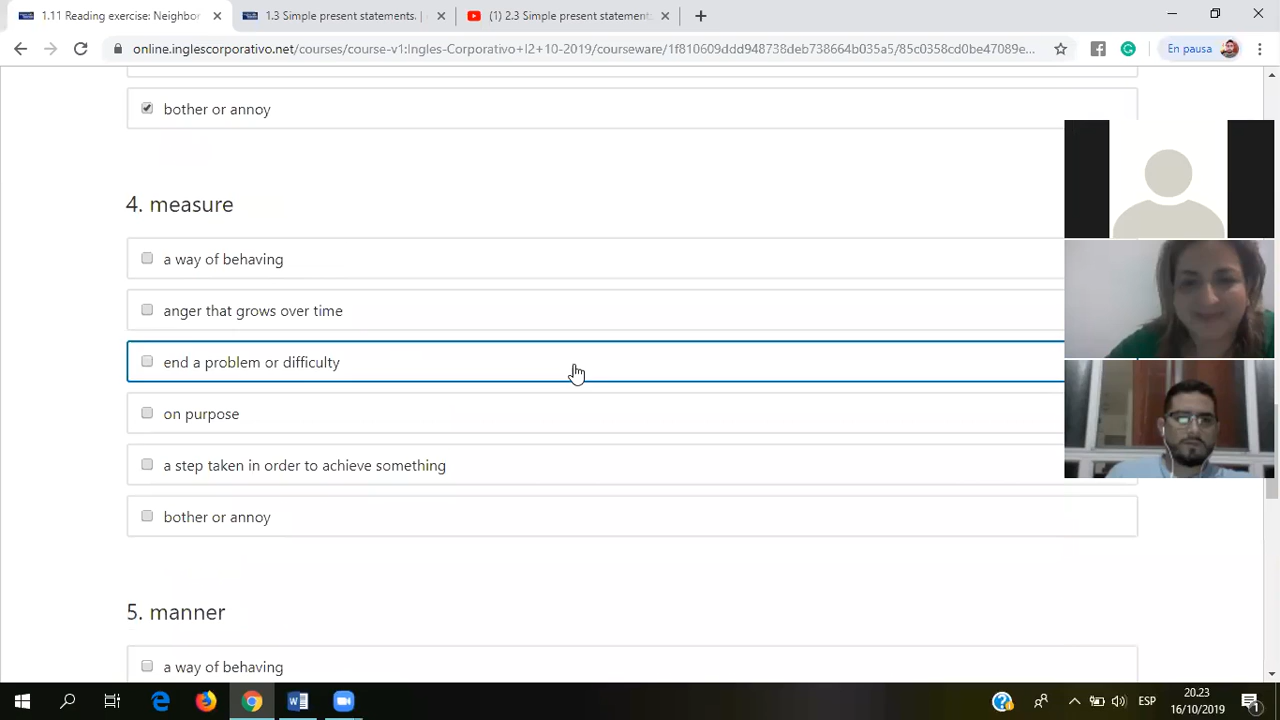 1.11 Reading exercise: Neighbor
1.3 Simple present statements. |
(1) 2.3 Simple present statement
online.inglescorporativo.net/courses/course-v1:Ingles-Corporativo+I2+10-2019/courseware/1f810609ddd948738deb738664b035a5/85c0358cd0be47089e...
En pausa
bother or annoy
4. measure
a way of behaving
anger that grows over time
end a problem or difficulty
on purpose
a step taken in order to achieve something
bother or annoy
5. manner
a way of behaving
ESP
20.23
16/10/2019